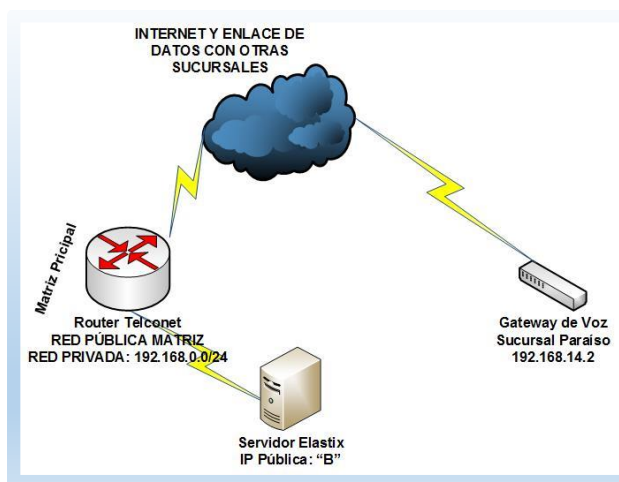 INTERNET Y ENLACE DE
DATOS CON OTRAS
SUCURSALES
Matriz Pricipal
Router Telconet
RED PÚBLICA MATRIZ
RED PRIVADA: 192.168.0.0/24
Gateway de Voz
Sucursal Paraíso
192.168.14.2
Servidor Elastix
IP Pública: “B”